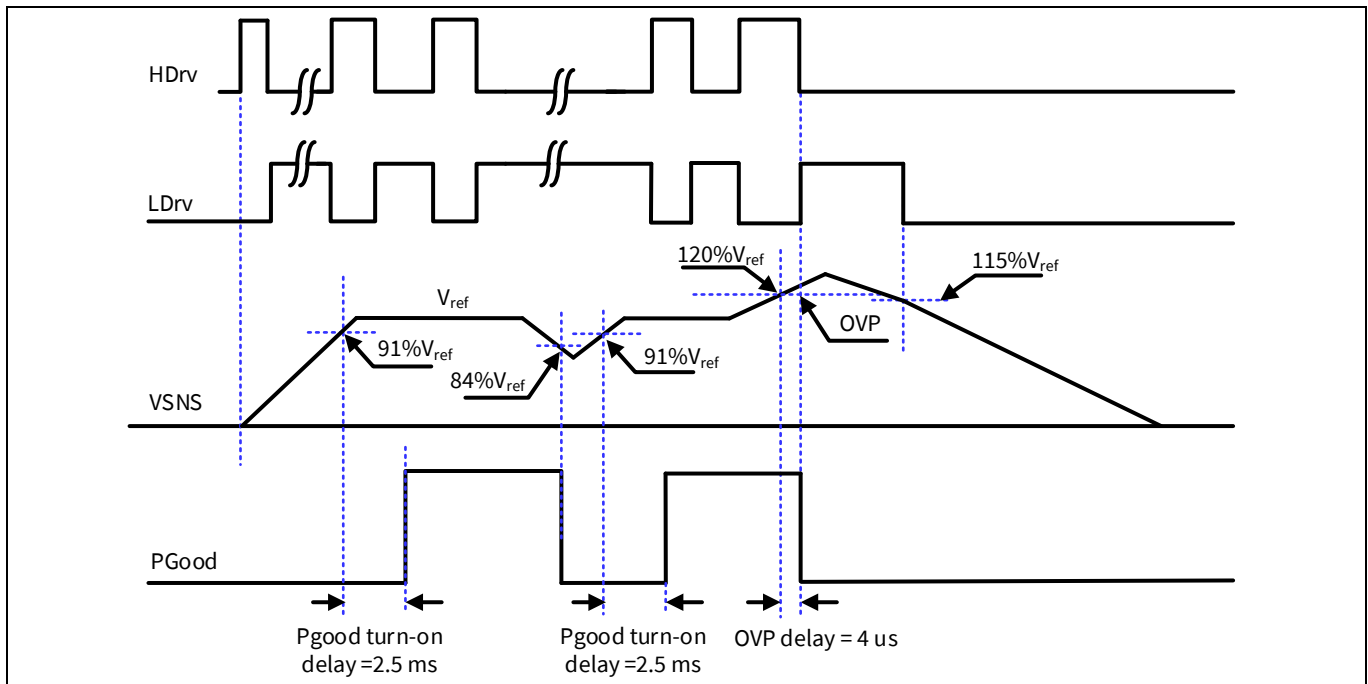 HDrv
LDrv
120%Vref
115%Vref
Vref
OVP
91%Vref
91%Vref
84%Vref
VSNS
PGood
Pgood turn-on
delay =2.5 ms
Pgood turn-on
delay =2.5 ms
OVP delay = 4 us